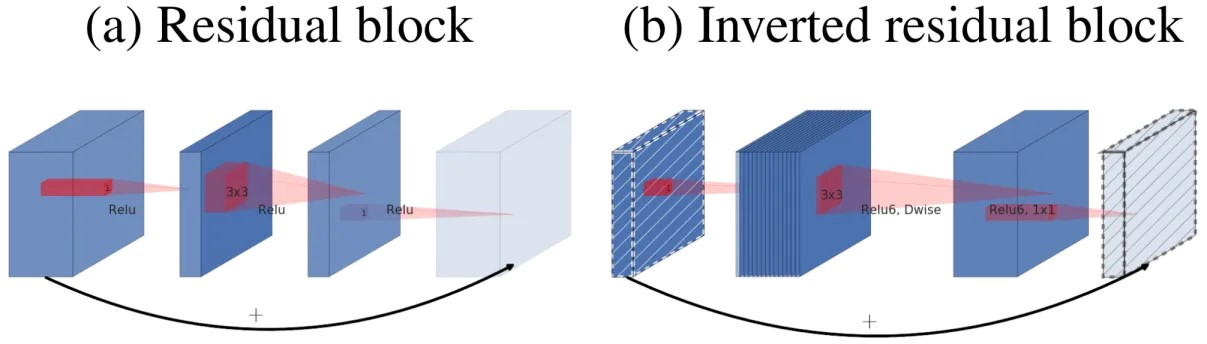 (a) Residual block
(b) Inverted residual block
1
Relu
3x3
Relu
1
Relu
+
1
3x3
Relu6, Dwise
Relu6, 1x1
+